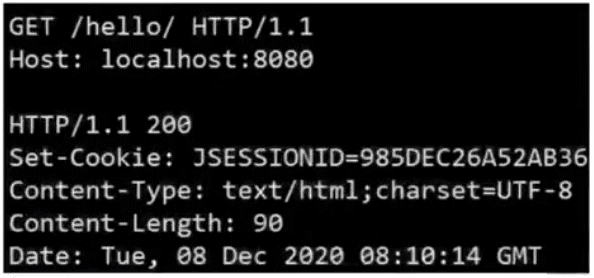 GET /hello/ HTTP/1.1
Host: localhost:8080
HTTP/1.1 200
Set-Cookie: JSESSIONID=985DEC26A52AB36
Content-Type: text/html;charset=UTF-8
Content-Length: 90
Date: Tue, 08 Dec 2020 08:10:14 GMT